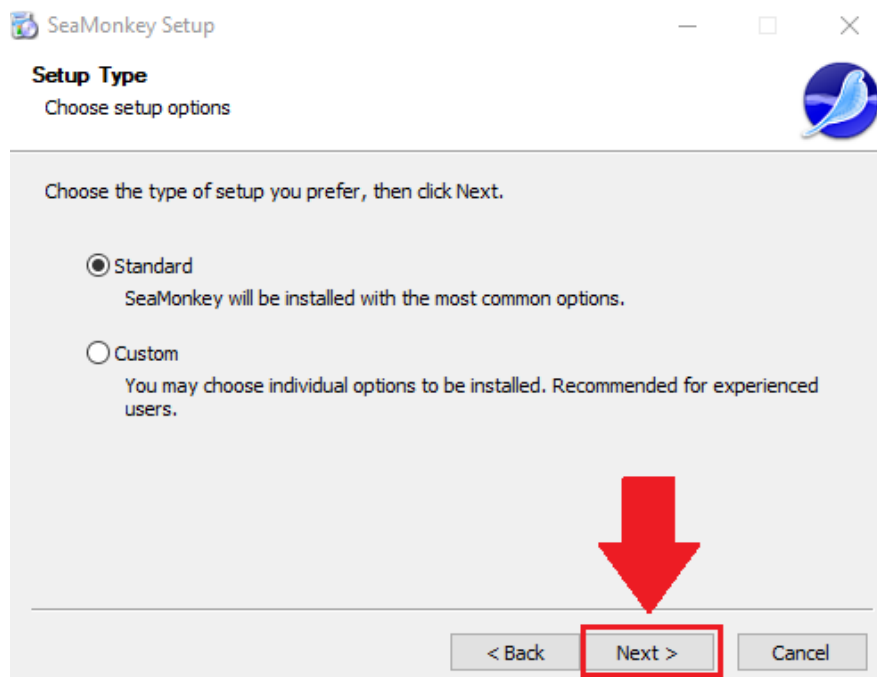 SeaMonkey Setup
Setup Type
Choose setup options
Choose the type of setup you prefer, then click Next.
Standard
SeaMonkey will be installed with the most common options.
Custom
You may choose individual options to be installed. Recommended for experienced
users.
< Back Next > Cancel